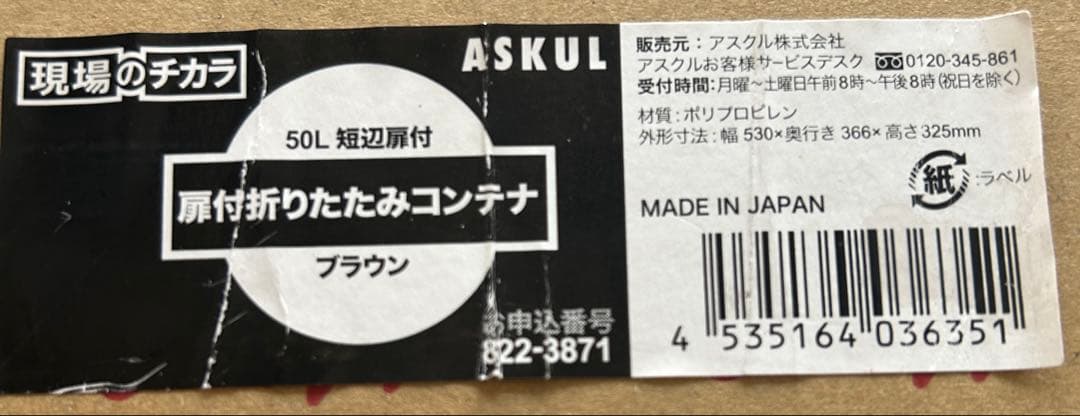 現場のチカラ
ASKUL
50L 短辺扉付
扉付折りたたみコンテナ
ブラウン
お申込番号
822-3871
販売元：アスクル株式会社
アスクルお客様サービスデスク 0120-345-861
受付時間：月曜～土曜日午前8時～午後8時（祝日を除く）
材質：ポリプロピレン
外形寸法：幅 530×奥行き 366×高さ325mm
紙：ラベル
MADE IN JAPAN
4 535164 036351